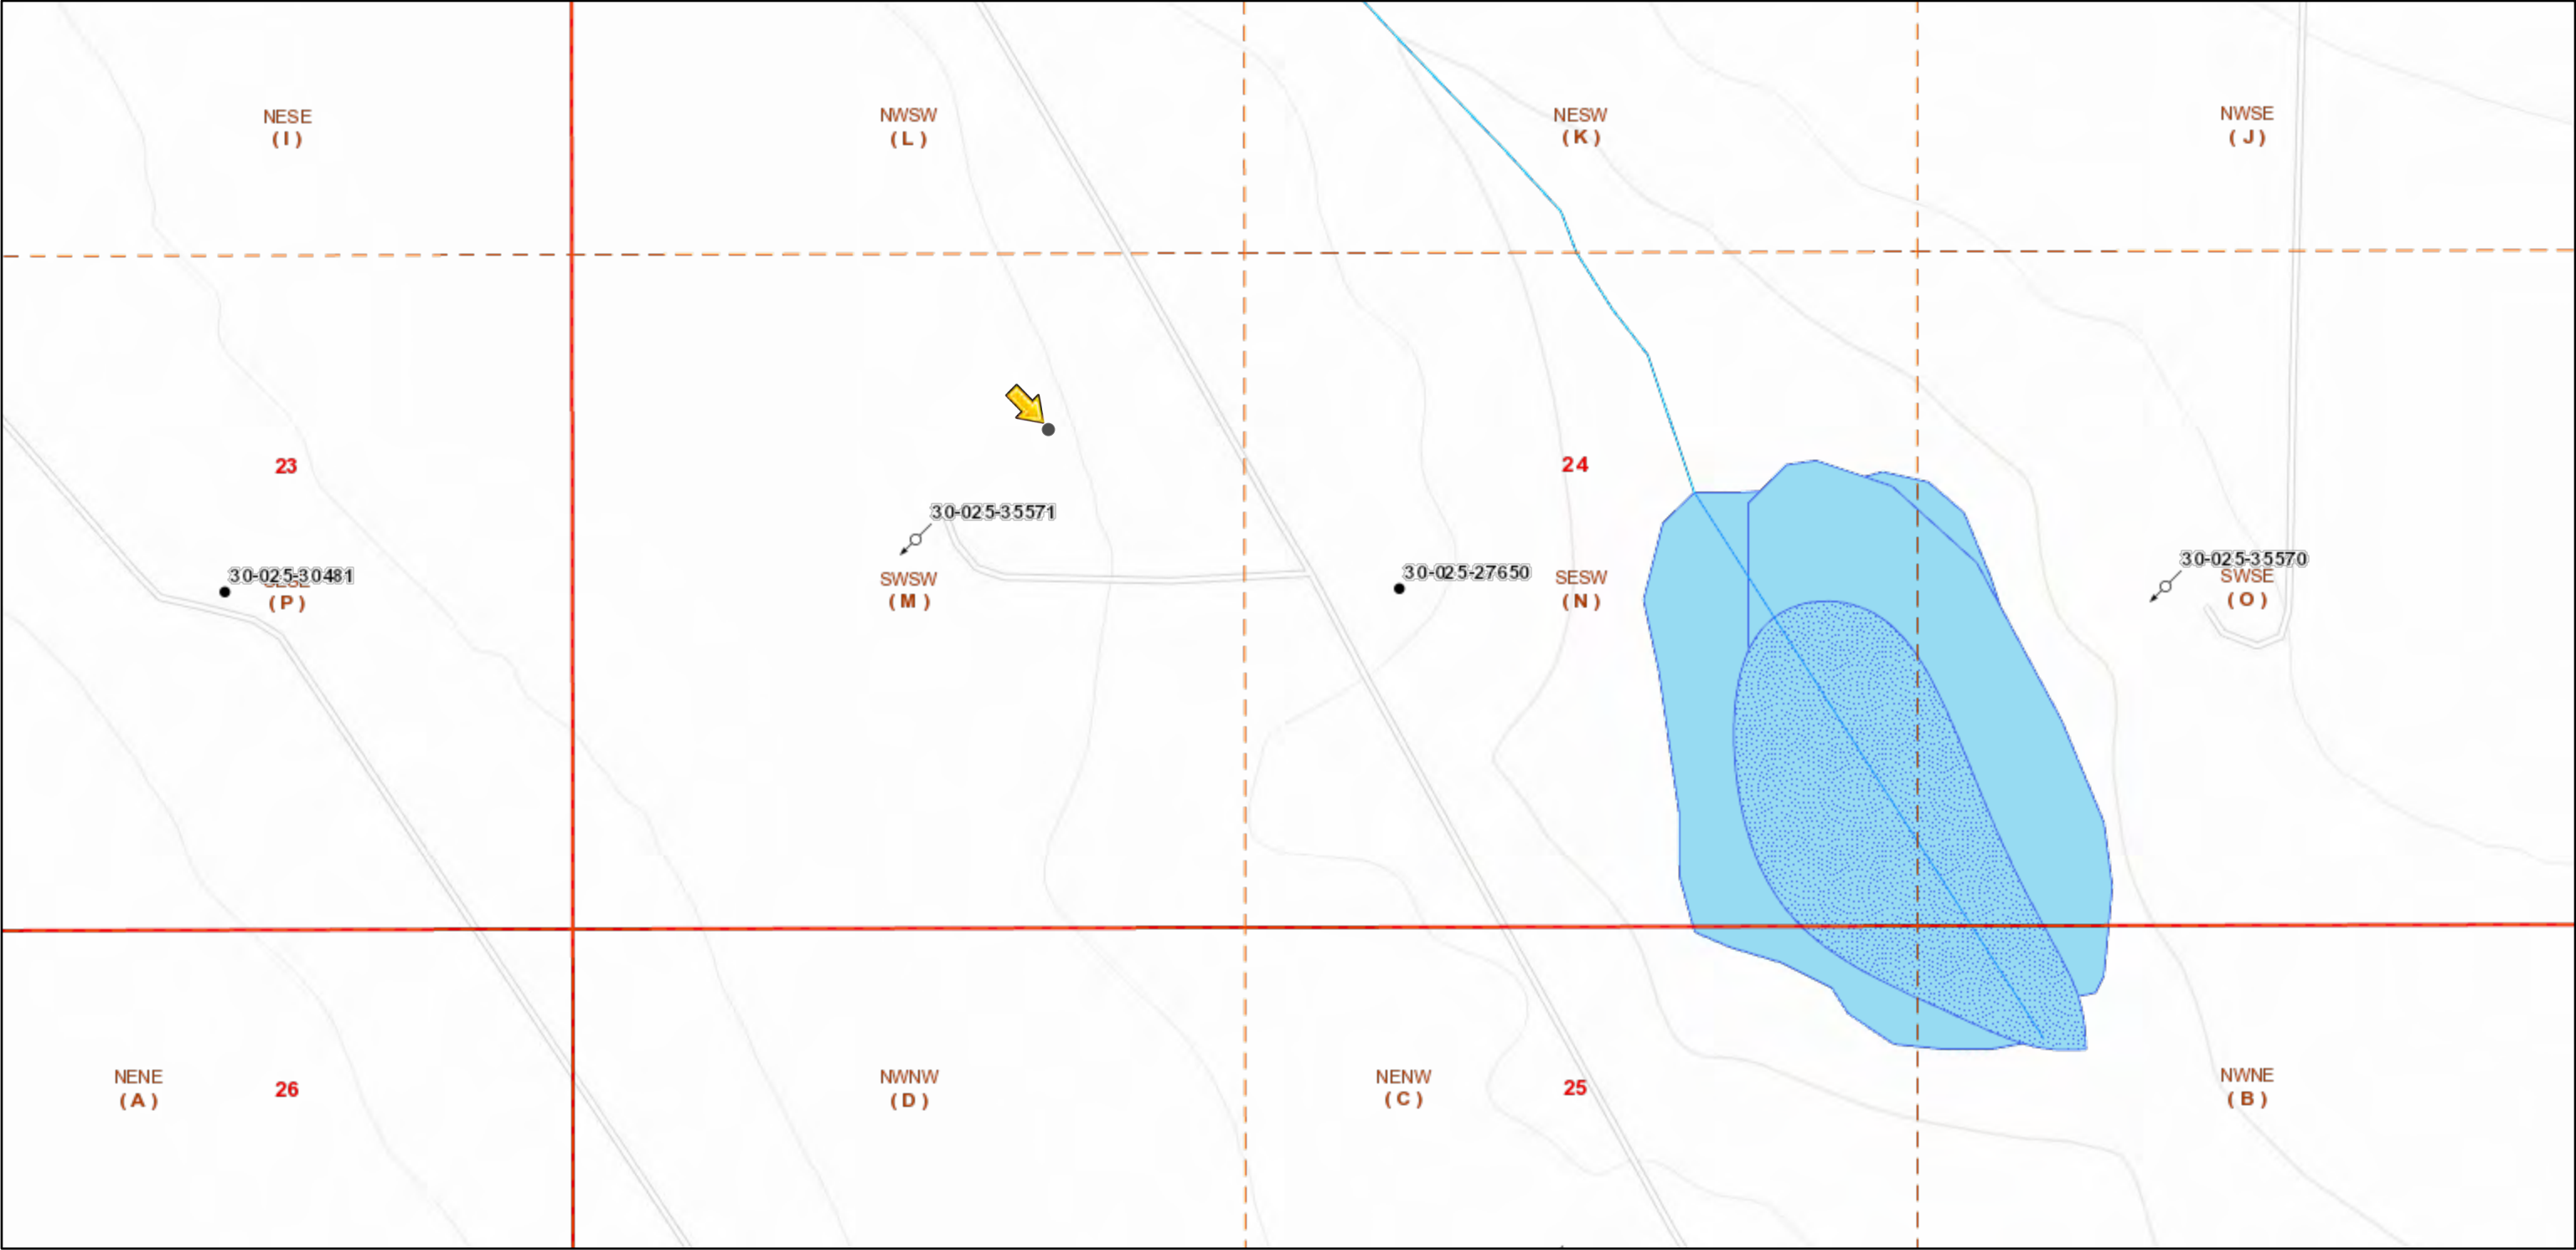 NESE
( I )
NWSW
( L )
NESW
( K )
NWSE
( J )
23
24
30-025-35571
30-025-30481
( P )
SWSW
( M )
30-025-27650
SESW
( N )
30-025-35570
SWSE
( O )
NENE
( A )
26
NWNW
( D )
NENW
( C )
25
NWNE
( B )